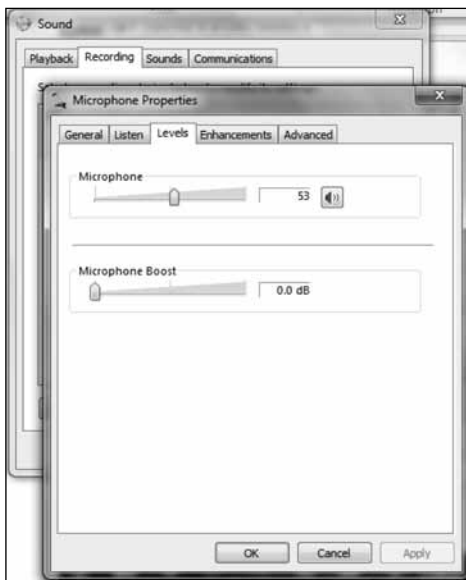 Sound
Playback Recording Sounds Communications
Microphone Properties
General Listen Levels Enhancements Advanced
Microphone
53
Microphone Boost
0.0 dB
OK Cancel Apply